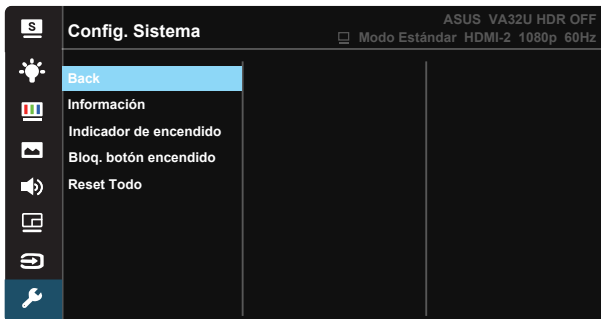 S
Config. Sistema
ASUS VA32U HDR OFF
Modo Estándar HDMI-2 1080p 60Hz
Back
Información
Indicador de encendido
Bloq. botón encendido
Reset Todo